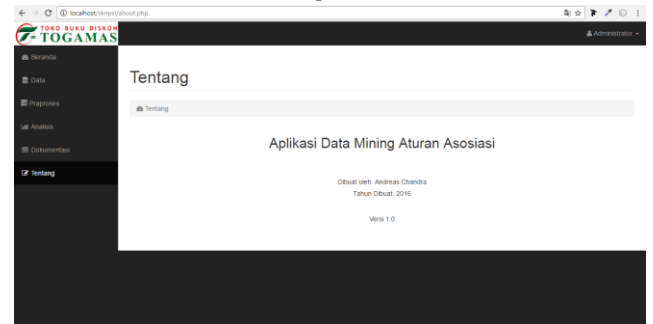 localhost/skripsi/about.php
TOKO BUKU DISKON
TOGAMAS
Administrator
Beranda
Data
Praproses
Analisis
Dokumentasi
Tentang
Tentang
Tentang
Aplikasi Data Mining Aturan Asosiasi
Dibuat oleh: Andreas Chandra
Tahun Dibuat: 2016
Versi 1.0